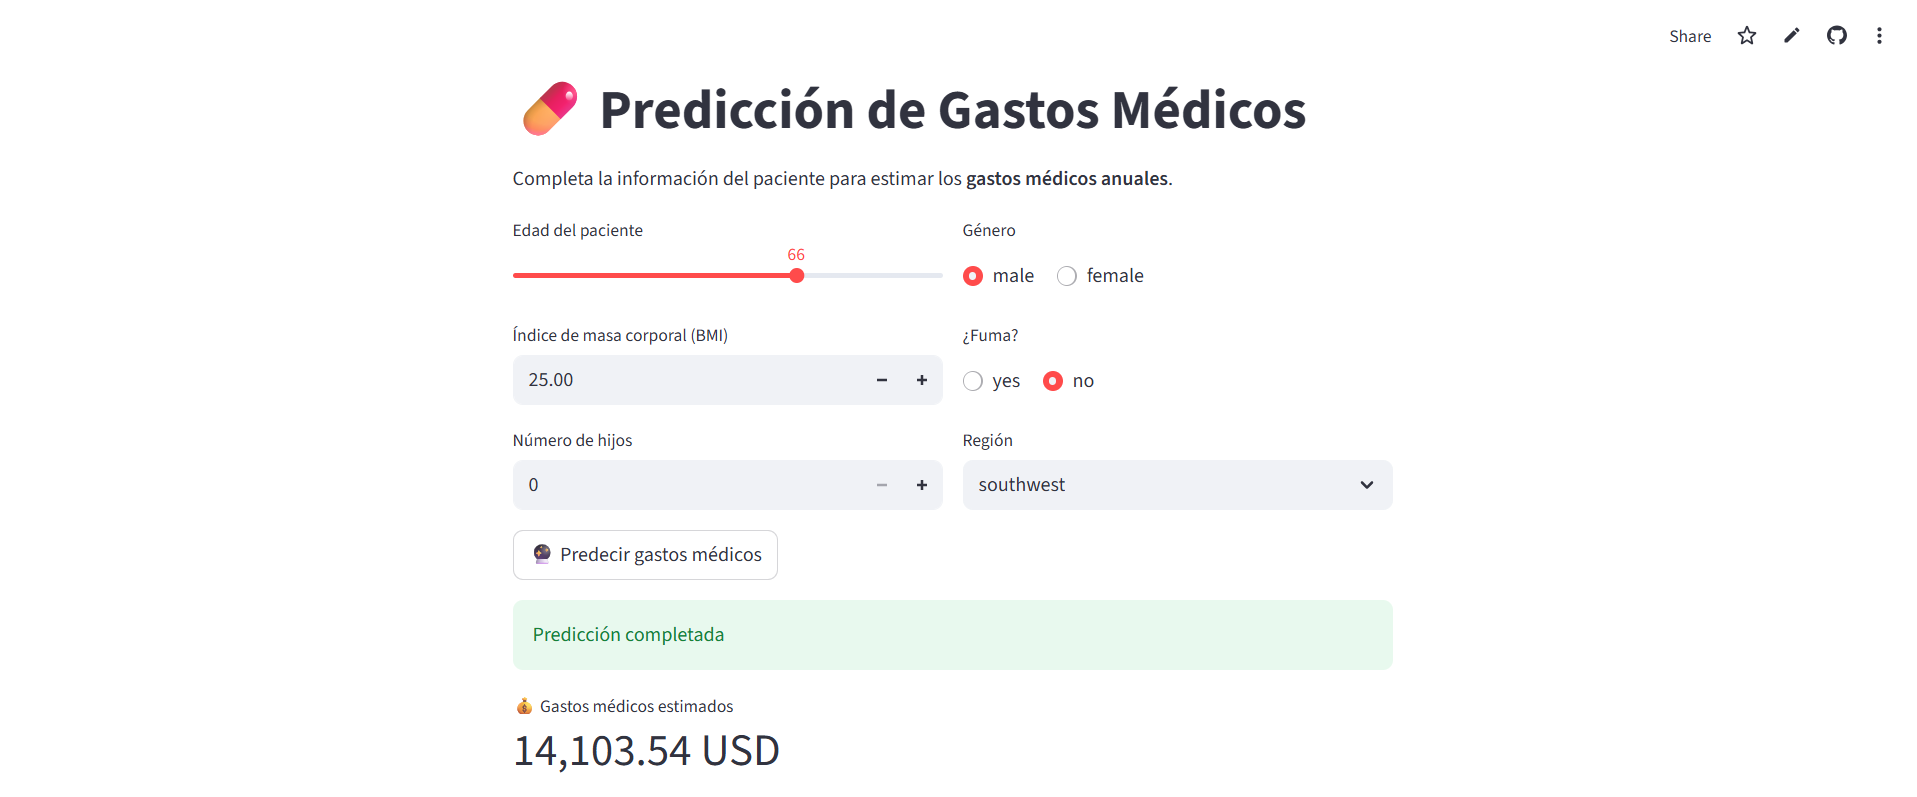 Share
Predicción de Gastos Médicos
Completa la información del paciente para estimar los gastos médicos anuales.
Edad del paciente
66
Género
male
female
Índice de masa corporal (BMI)
25.00
¿Fuma?
yes
no
Número de hijos
0
Región
southwest
Predecir gastos médicos
Predicción completada
Gastos médicos estimados
14,103.54 USD